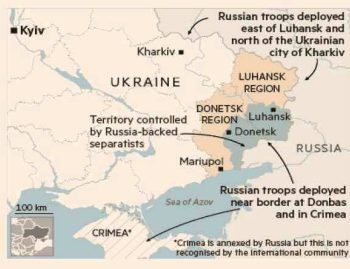 Kyiv
Russian troops deployed
east of Luhansk and
north of the Ukrainian
city of Kharkiv
Kharkiv
UKRAINE
LUHANSK
REGION
DONETSK
REGION
Luhansk
Territory controlled
by Russia-backed
separatists
Donetsk
RUSSIA
Mariupol
Russian troops deployed
near border at Donbas
and in Crimea
Sea of Azov
100 km
CRIMEA*
*Crimea is annexed by Russia but this is not
recognised by the international community